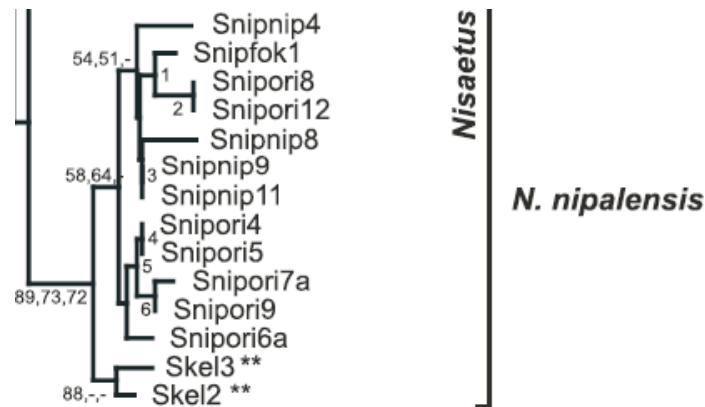 Snipnip4
Snipfok1
54,51,-
1
Snipori8
2
Snipori12
Snipnip8
Snipnip9
58,64,-
3
Snipnip11
Snipori4
4
Snipori5
5
Snipori7a
89,73,72
6
Snipori9
Snipori6a
Skel3 **
88,-,-
Skel2 **
Nisaetus
N. nipalensis